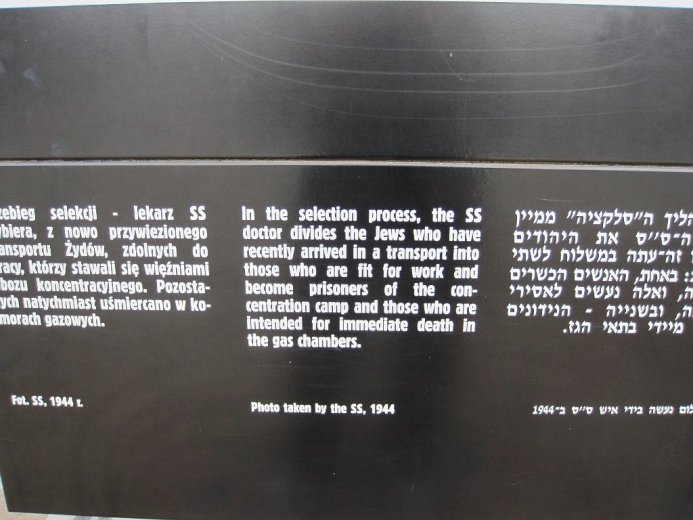 zebieg selekcji - lekarz SS
ybiera, z nowo przywiezionego
ansportu Żydów, zdolnych do
racy, którzy stawali się więźniami
bozu koncentracyjnego. Pozosta-
ych natychmiast uśmiercano w ko-
morach gazowych.
Fot. SS, 1944 r.
In the selection process, the SS
doctor divides the Jews who have
recently arrived in a transport into
those who are fit for work and
become prisoners of the con-
centration camp and those who are
intended for immediate death in
the gas chambers.
Photo taken by the SS, 1944
הליך ה"סלקציה" ממיין
ה-ס"ס את היהודים
זה-עתה במשלוח לשתי
: באחת, האנשים הכשרים
ה, ואלה נעשים לאסירי
ה, ובשנייה - הנידונים
מיידי בתאי הגז.
לום נעשה בידי איש ס"ס ב-1944